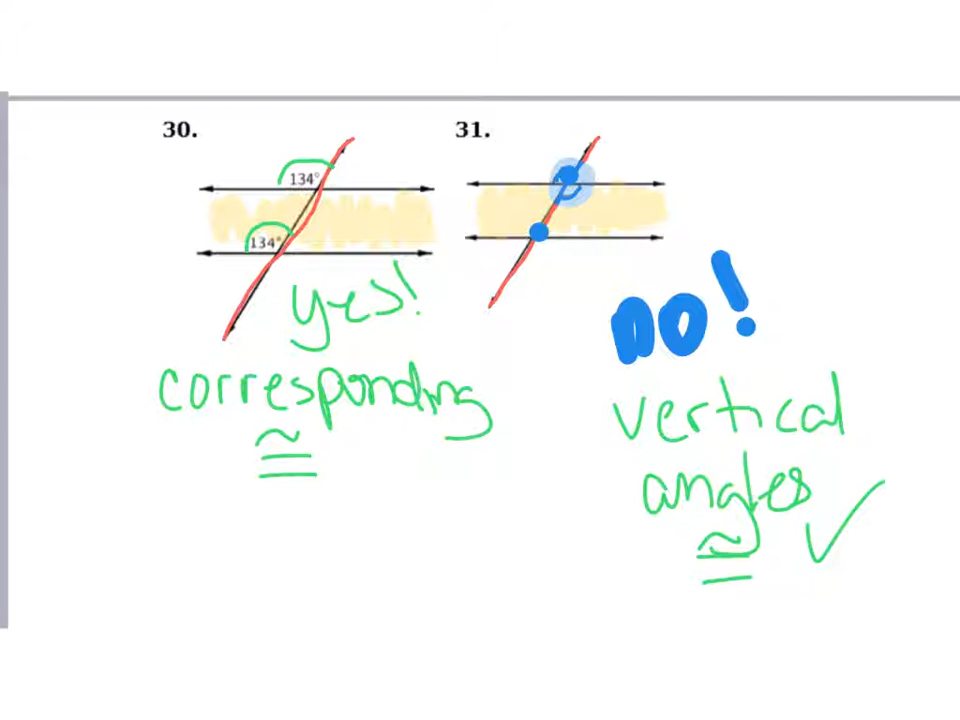 30.
31.
134°
134°
yes!
no!
corresponding
≅
vertical
angles
≅